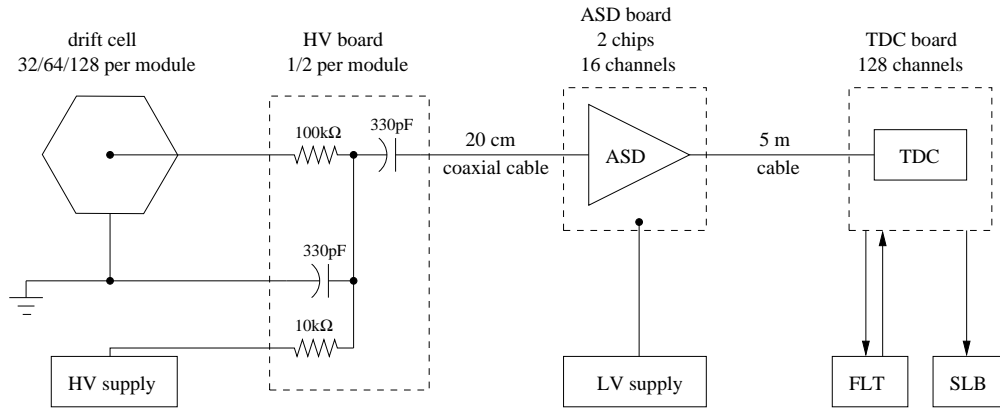 drift cell
32/64/128 per module
HV board
1/2 per module
ASD board
2 chips
16 channels
TDC board
128 channels
100kΩ
330pF
20 cm
coaxial cable
ASD
5 m
cable
TDC
330pF
10kΩ
HV supply
LV supply
FLT
SLB